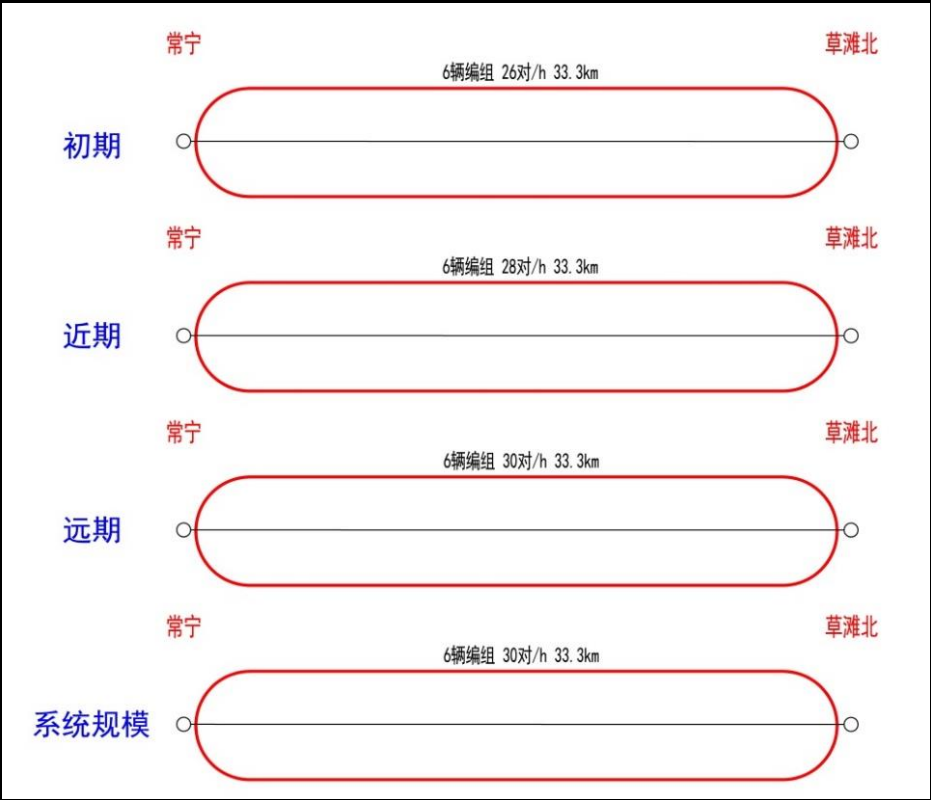 常宁 草滩北
6辆编组 26对/h 33.3km
初期
常宁 草滩北
6辆编组 28对/h 33.3km
近期
常宁 草滩北
6辆编组 30对/h 33.3km
远期
常宁 草滩北
6辆编组 30对/h 33.3km
系统规模